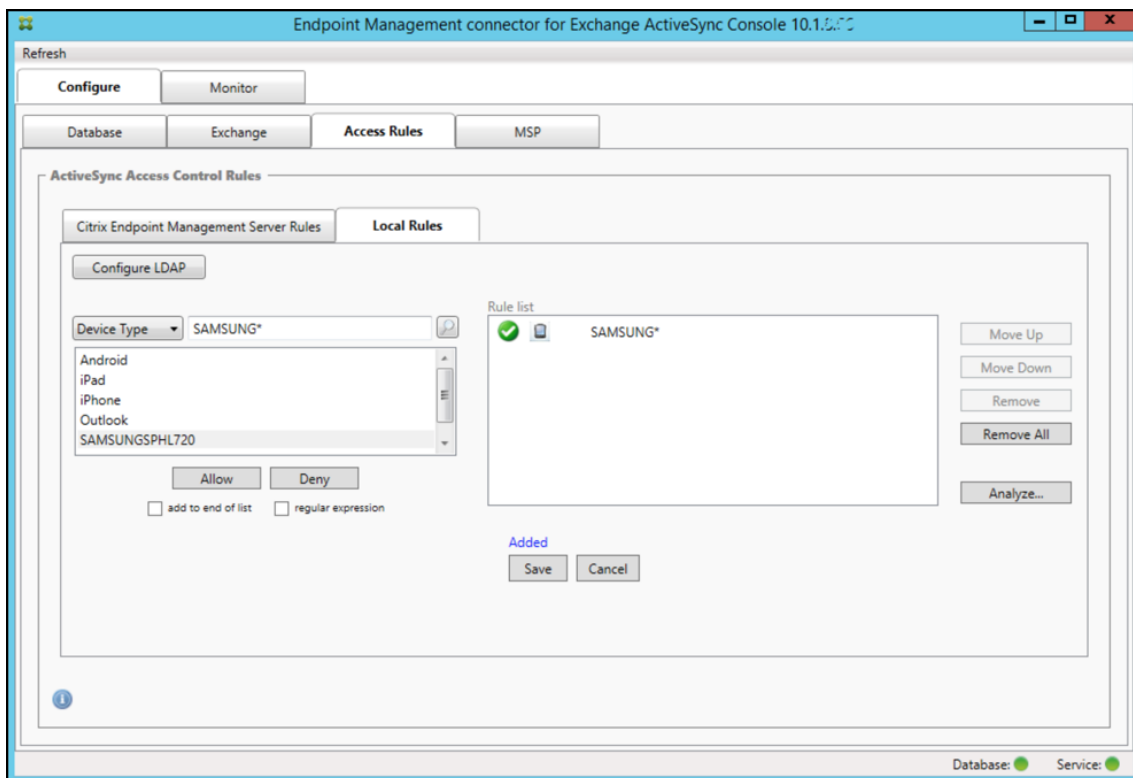 Endpoint Management connector for Exchange ActiveSync Console 10.1.
Refresh
Configure Monitor
Database Exchange Access Rules MSP
ActiveSync Access Control Rules
Citrix Endpoint Management Server Rules Local Rules
Configure LDAP
Rule list
Device Type SAMSUNG* SAMSUNG* Move Up
Android
iPad Move Down
iPhone Remove
Outlook
SAMSUNGSPHL720 Remove All
Allow Deny
Analyze...
add to end of list regular expression
Added
Save Cancel
Database: Service: